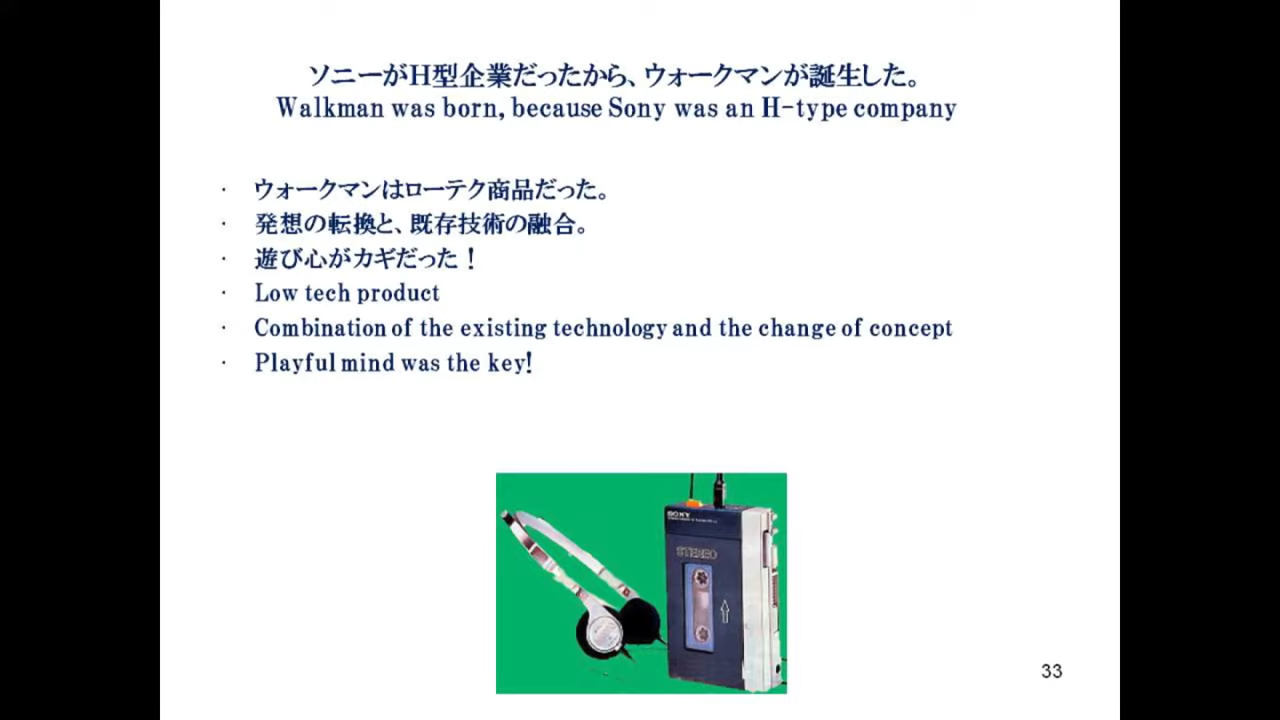 ソニーがH型企業だったから、ウォークマンが誕生した。
Walkman was born, because Sony was an H-type company
・ ウォークマンはローテク商品だった。
・ 発想の転換と、既存技術の融合。
・ 遊び心がカギだった！
・ Low tech product
・ Combination of the existing technology and the change of concept
・ Playful mind was the key!
SONY
STEREO
33